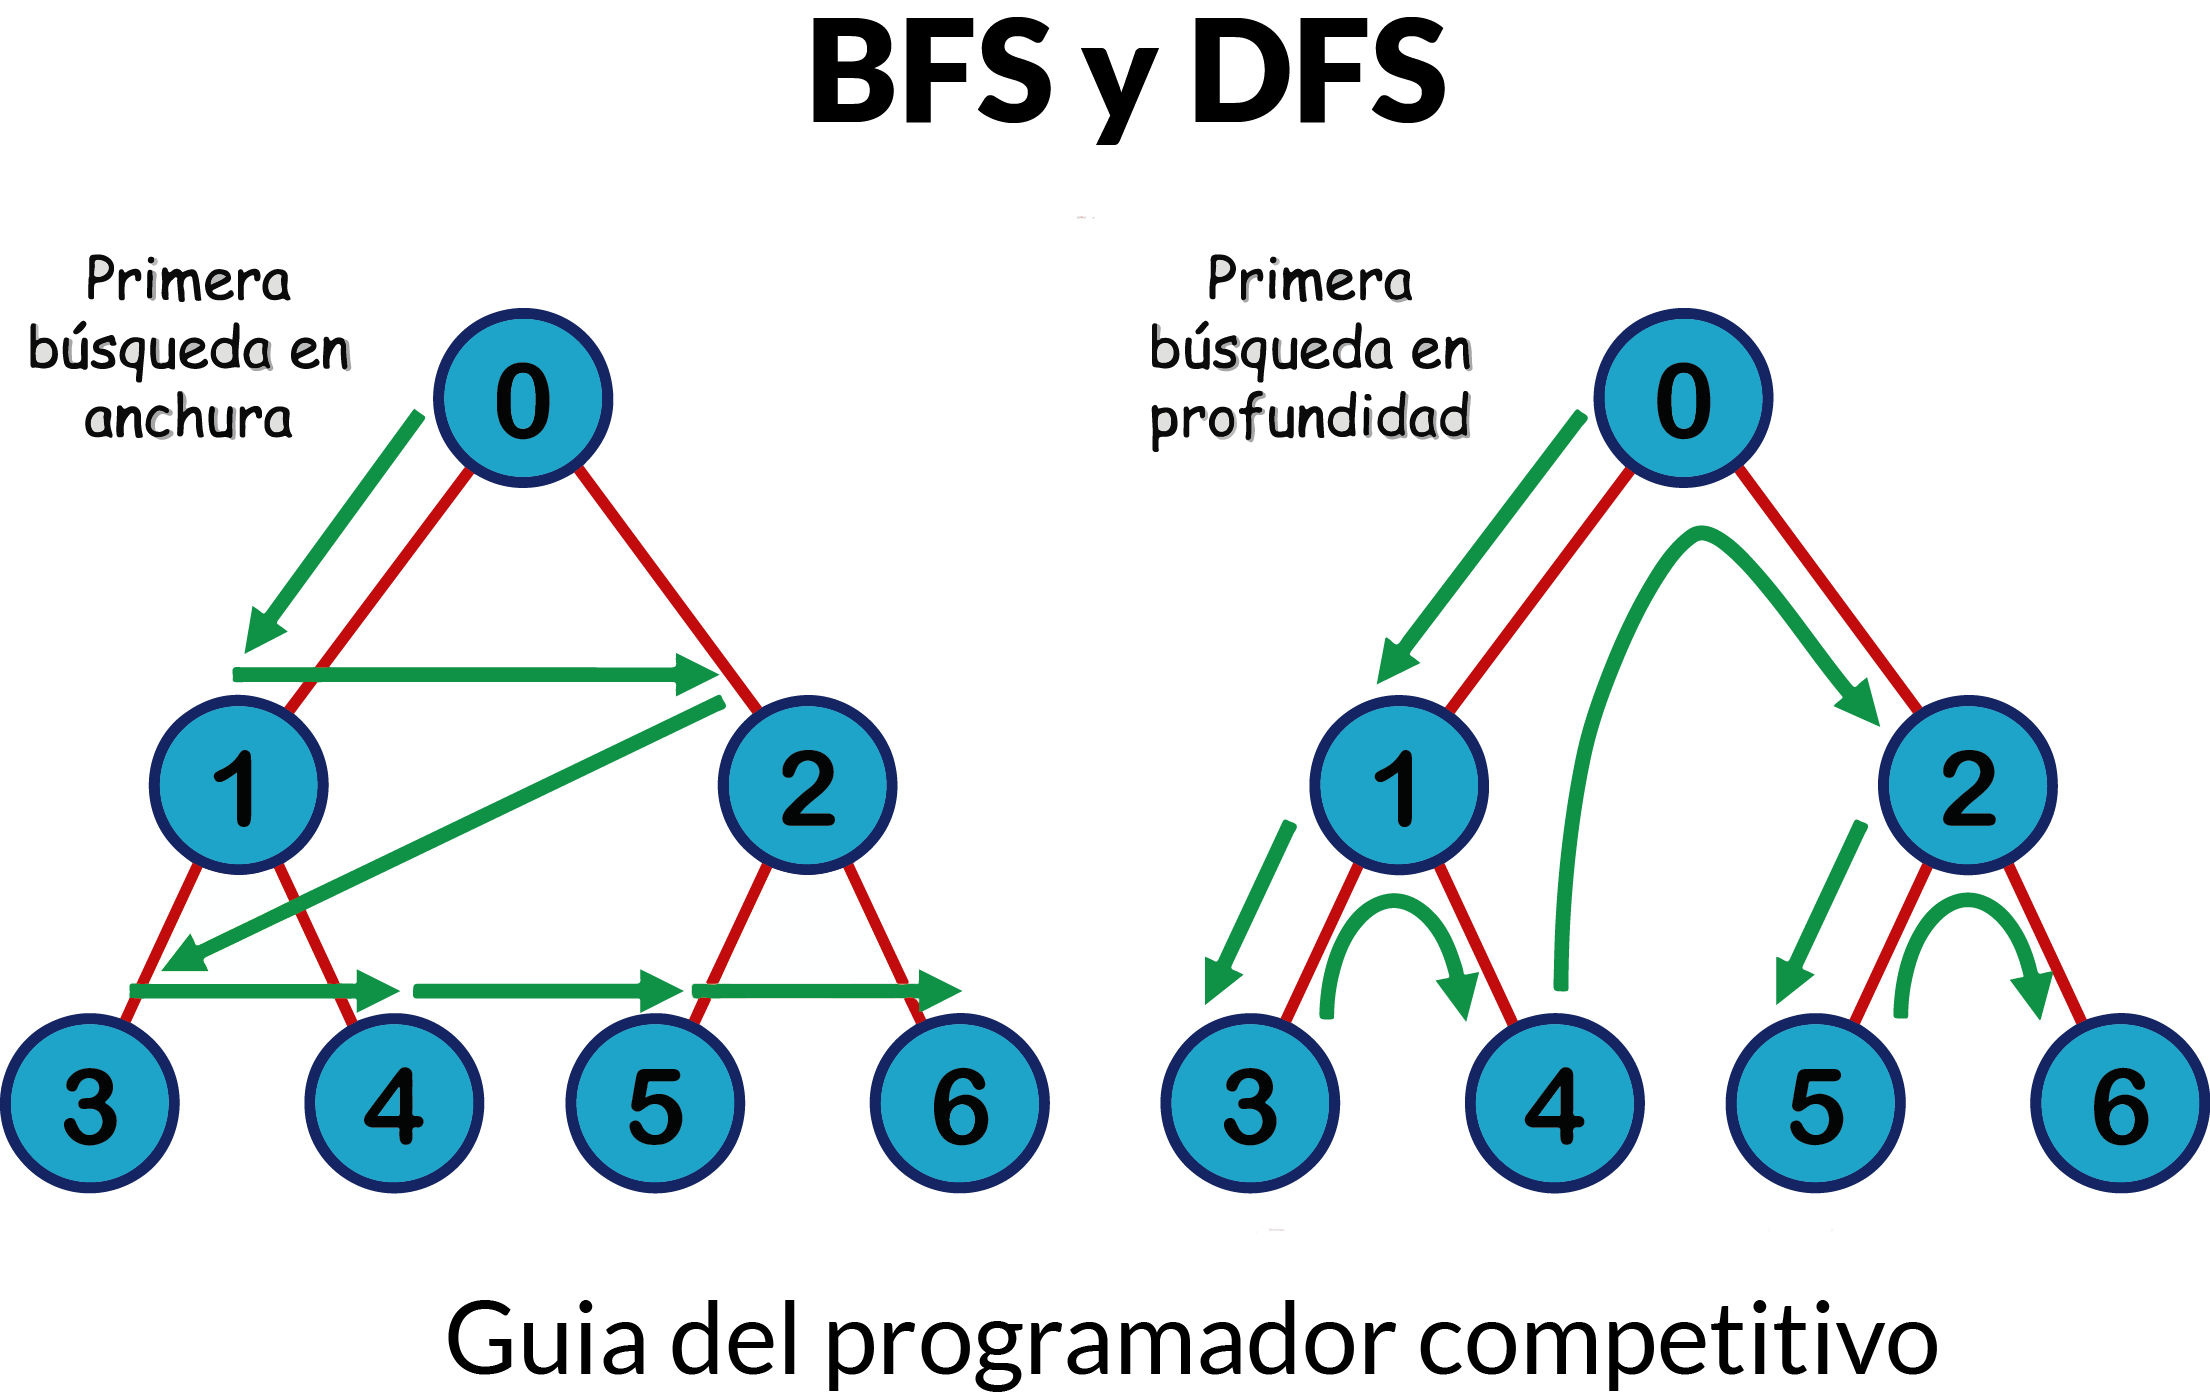 BFS y DFS
Primera
búsqueda en
anchura
0
1
2
3
4
5
6
Primera
búsqueda en
profundidad
0
1
2
3
4
5
6
Guia del programador competitivo